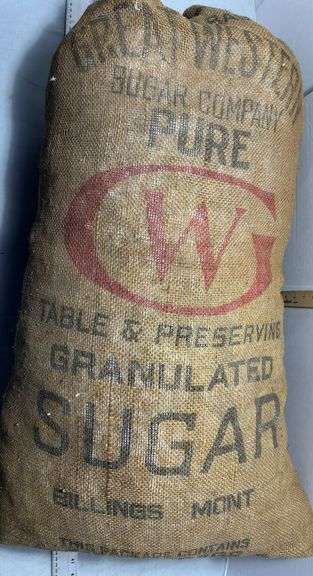 GREAT WESTERN
SUGAR COMPANY
PURE
GW
TABLE & PRESERVING
GRANULATED
SUGAR
BILLINGS MONT
THIS PACKAGE CONTAINS